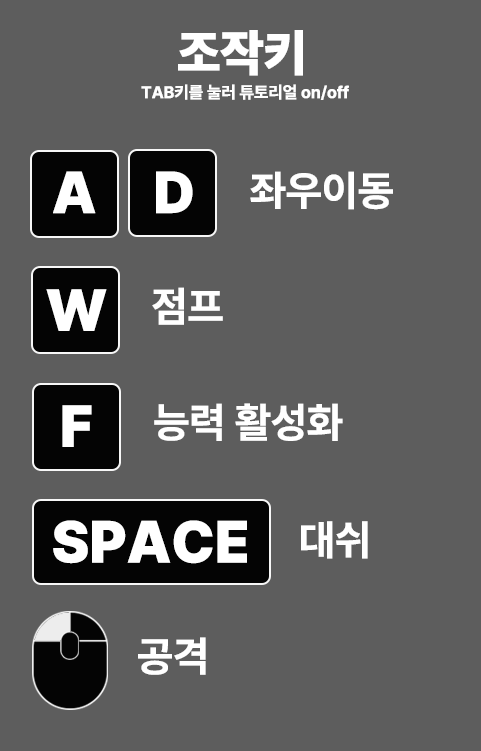 조작키
TAB키를 눌러 튜토리얼 on/off
A D 좌우이동
W 점프
F 능력 활성화
SPACE 대쉬
공격